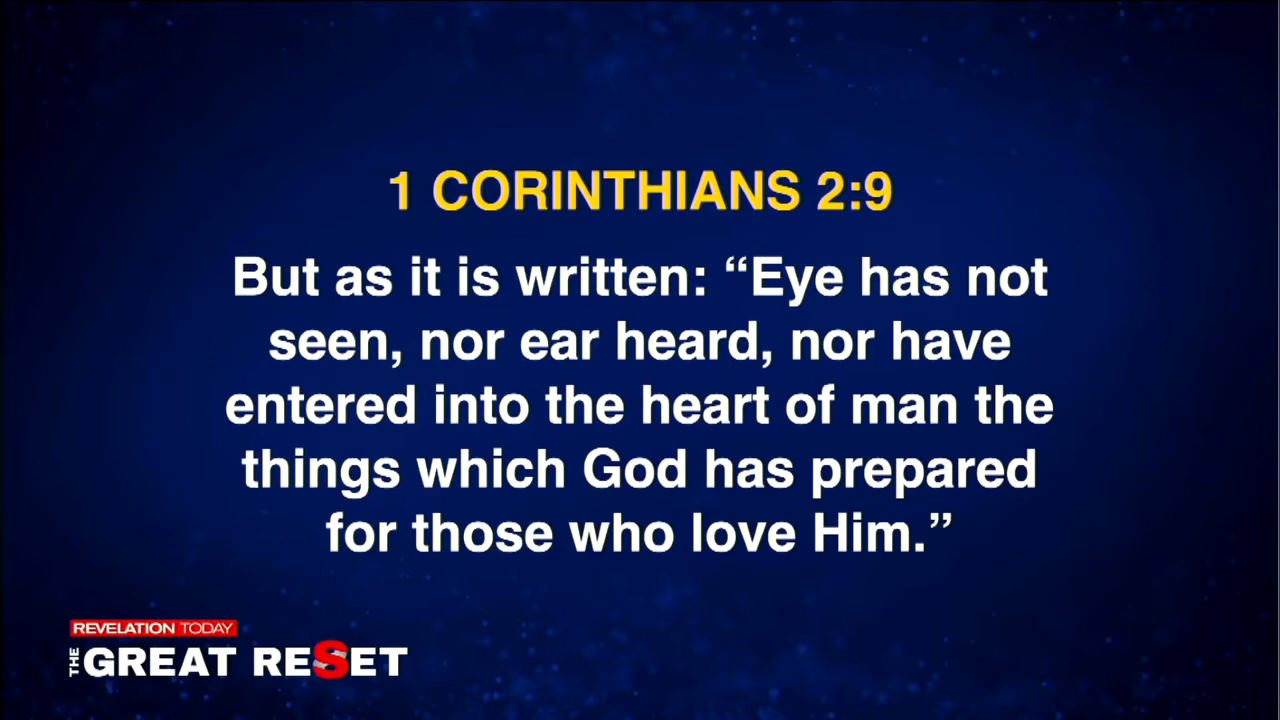 1 CORINTHIANS 2:9
But as it is written: “Eye has not
seen, nor ear heard, nor have
entered into the heart of man the
things which God has prepared
for those who love Him.”
REVELATION TODAY
THE GREAT RESET